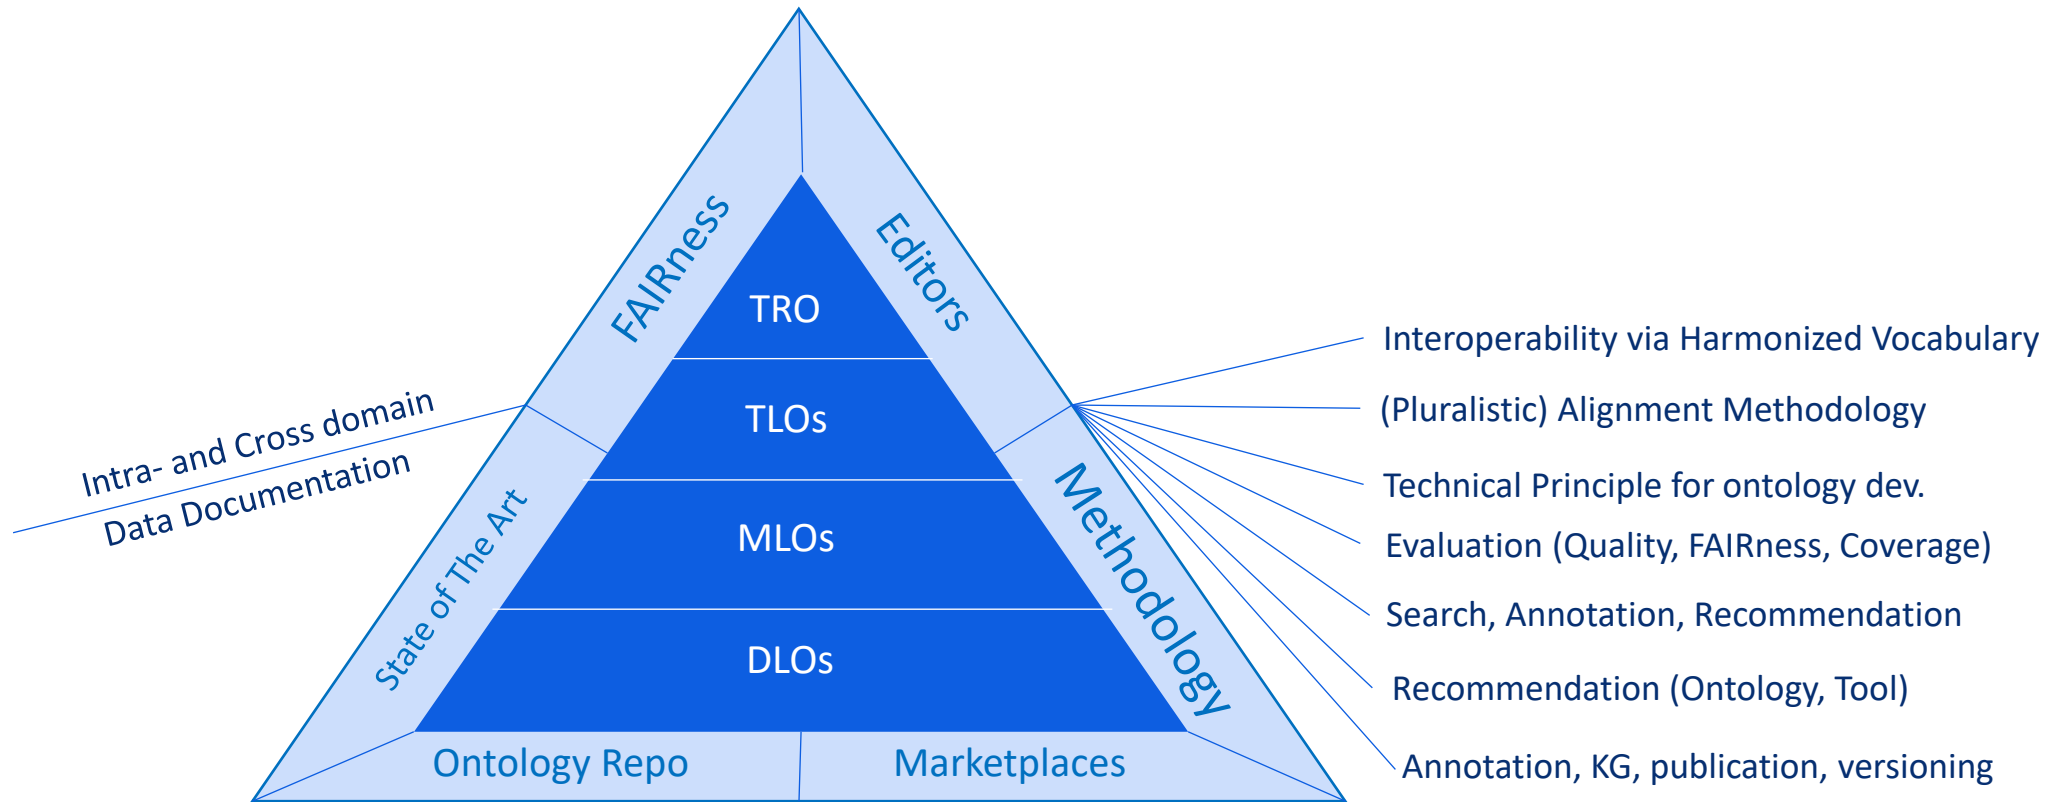 FAIRness
Editors
TRO
TLOs
MLOs
DLOs
State of The Art
Methodology
Ontology Repo
Marketplaces
Intra- and Cross domain
Data Documentation
Interoperability via Harmonized Vocabulary
(Pluralistic) Alignment Methodology
Technical Principle for ontology dev.
Evaluation (Quality, FAIRness, Coverage)
Search, Annotation, Recommendation
Recommendation (Ontology, Tool)
Annotation, KG, publication, versioning